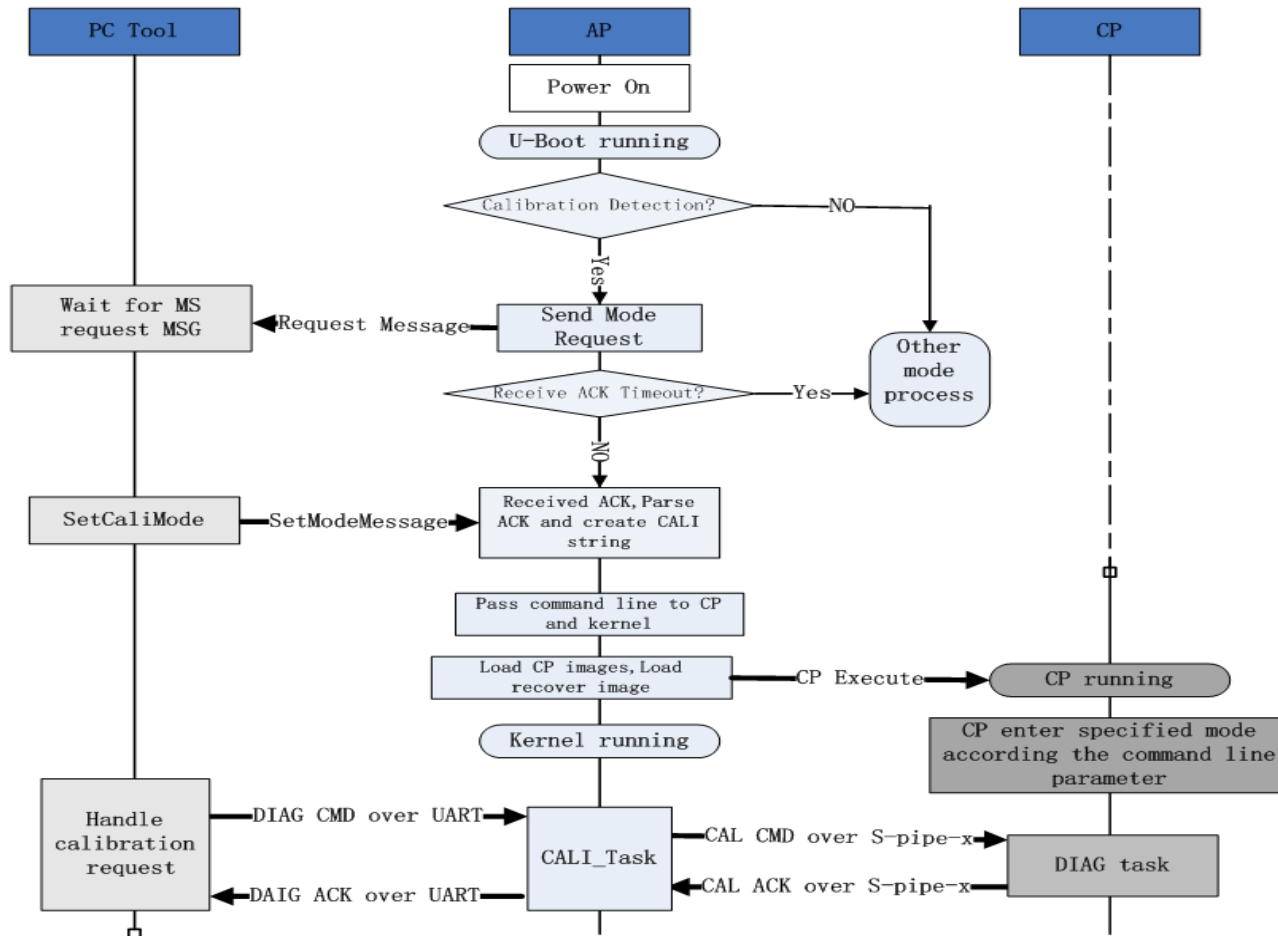 PC Tool
AP
CP
Power On
U-Boot running
Calibration Detection?
NO
Yes
Wait for MS
request MSG
Request Message
Send Mode
Request
Other
mode
process
Receive ACK Timeout?
Yes
NO
SetCaliMode
SetModeMessage
Received ACK,Parse
ACK and create CALI
string
Pass command line to CP
and kernel
Load CP images,Load
recover image
CP Execute
CP running
Kernel running
CP enter specified mode
according the command line
parameter
Handle
calibration
request
DIAG CMD over UART
CALI_Task
CAL CMD over S-pipe-x
DIAG task
DAIG ACK over UART
CAL ACK over S-pipe-x